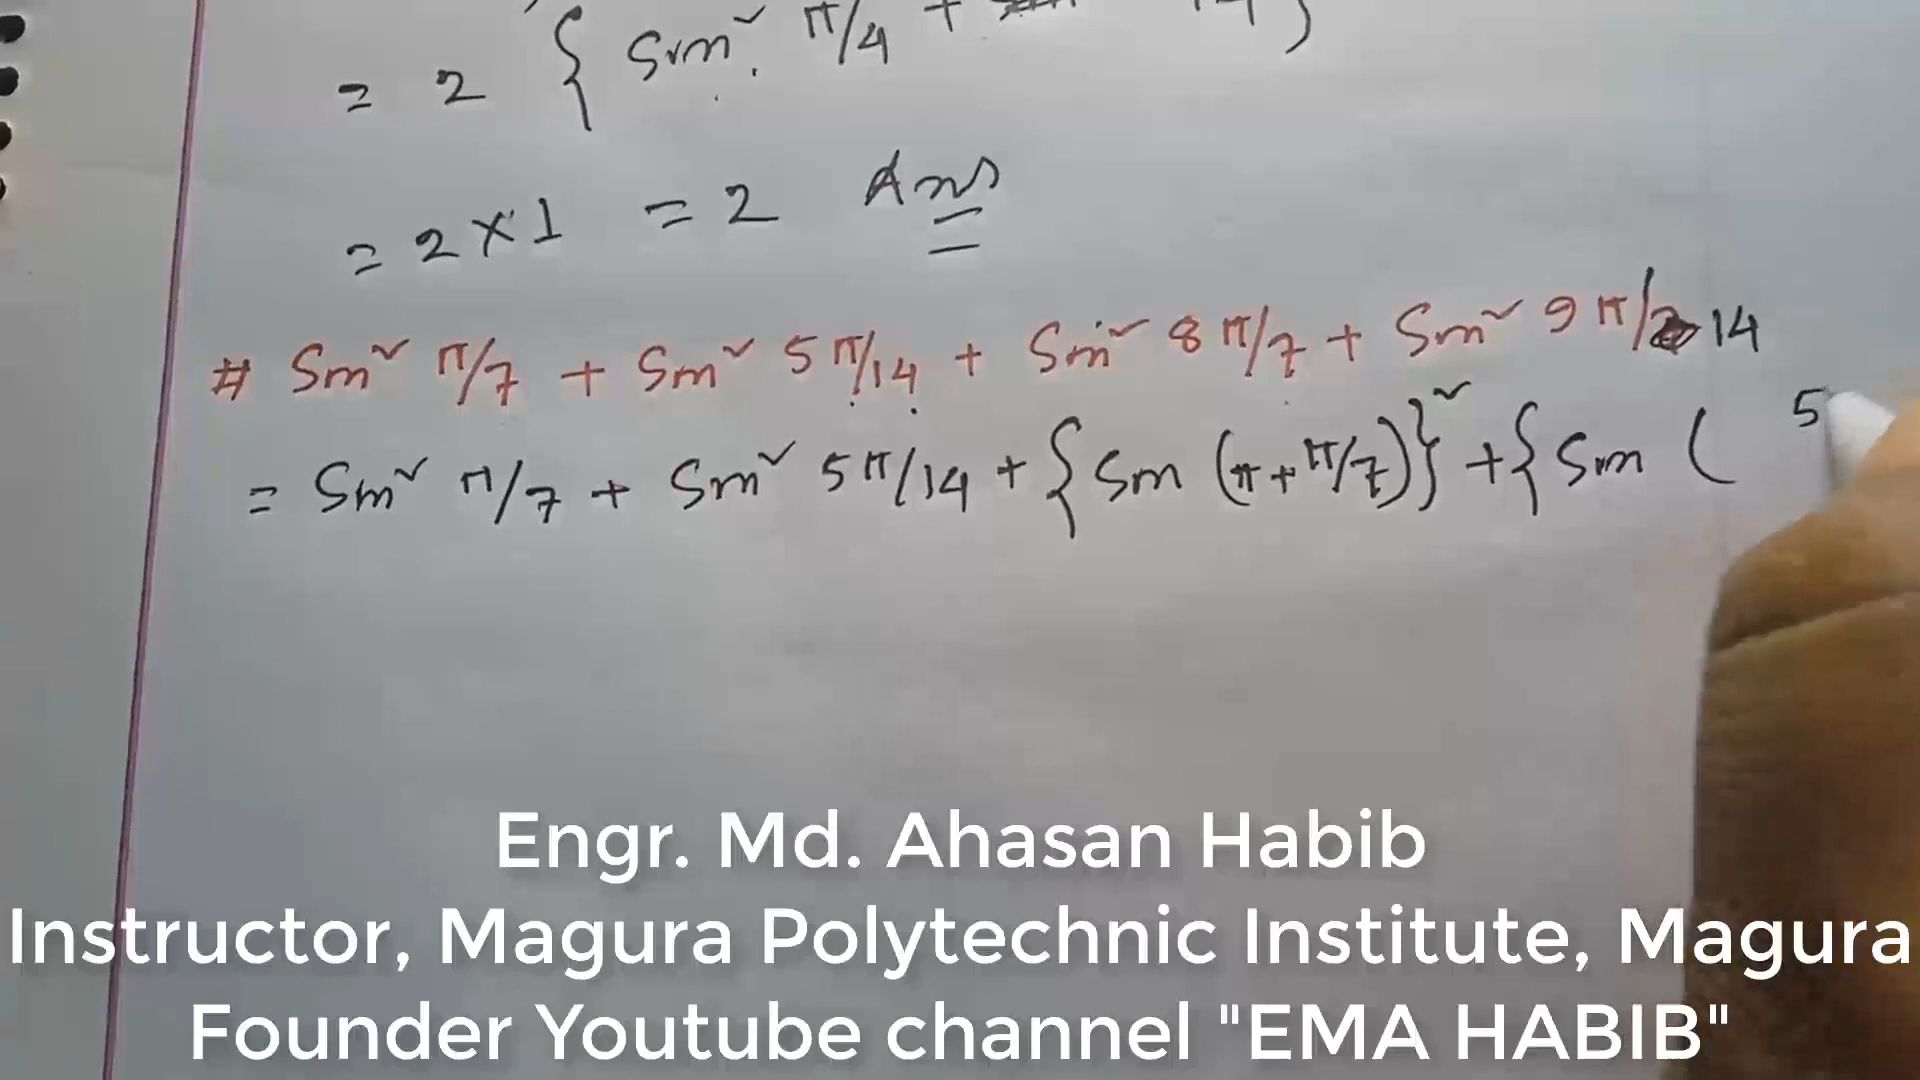 = 2 { Sin² π/4 +
= 2 × 1 = 2 Ans
# Sin² π/7 + Sin² 5π/14 + Sin² 8π/7 + Sin² 9π/14
= Sin² π/7 + Sin² 5π/14 + {Sin (π+π/7)}² + {Sin ( 5
Engr. Md. Ahasan Habib
Instructor, Magura Polytechnic Institute, Magura
Founder Youtube channel "EMA HABIB"